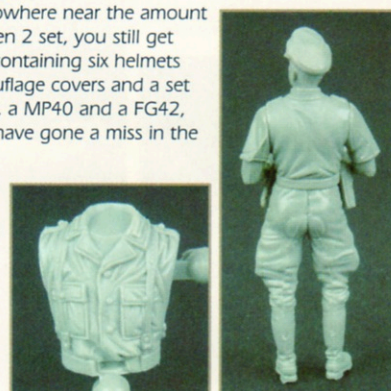 owhere near the amount
en 2 set, you still get
ontaining six helmets
uflage covers and a set
a MP40 and a FG42,
have gone a miss in the